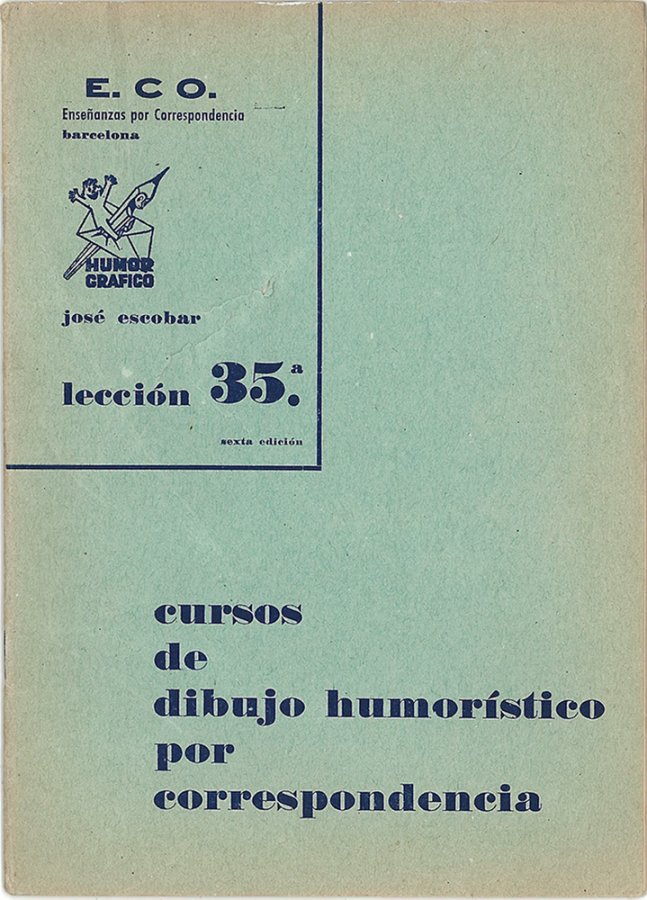 E. C O.
Enseñanzas por Correspondencia
barcelona
HUMOR
GRAFICO
josé escobar
lección 35.ª
sexta edición
cursos
de
dibujo humorístico
por
correspondencia